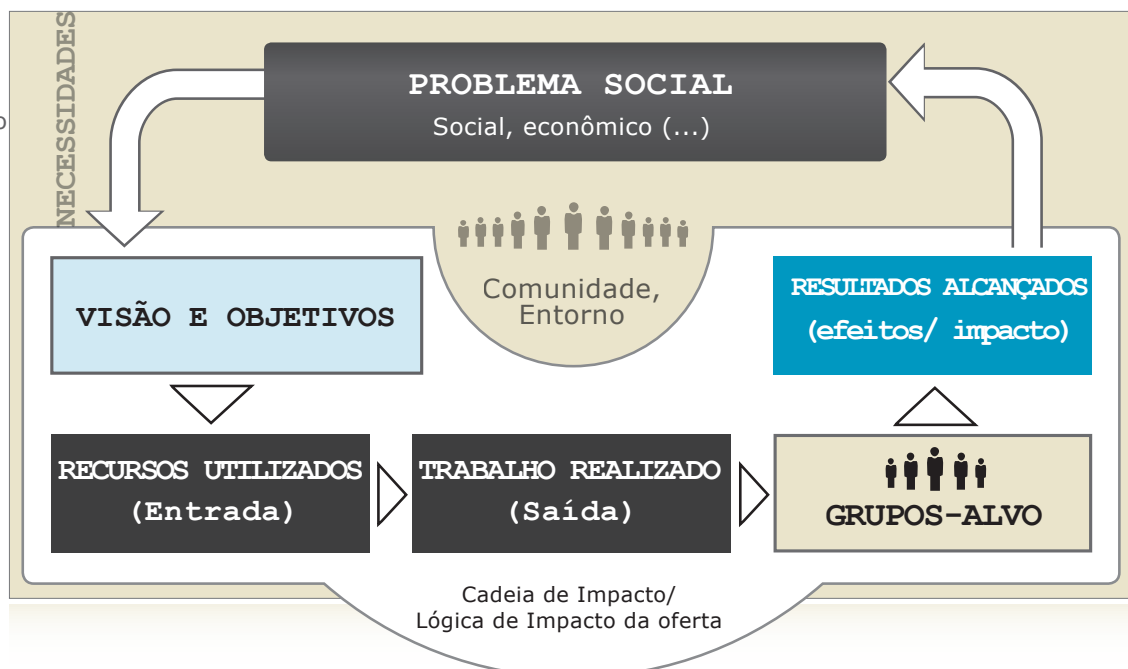 NECESSIDADES
o
PROBLEMA SOCIAL
Social, econômico (...)
Comunidade,
Entorno
VISÃO E OBJETIVOS
RESULTADOS ALCANÇADOS
(efeitos/ impacto)
RECURSOS UTILIZADOS
(Entrada)
TRABALHO REALIZADO
(Saída)
GRUPOS-ALVO
Cadeia de Impacto/
Lógica de Impacto da oferta